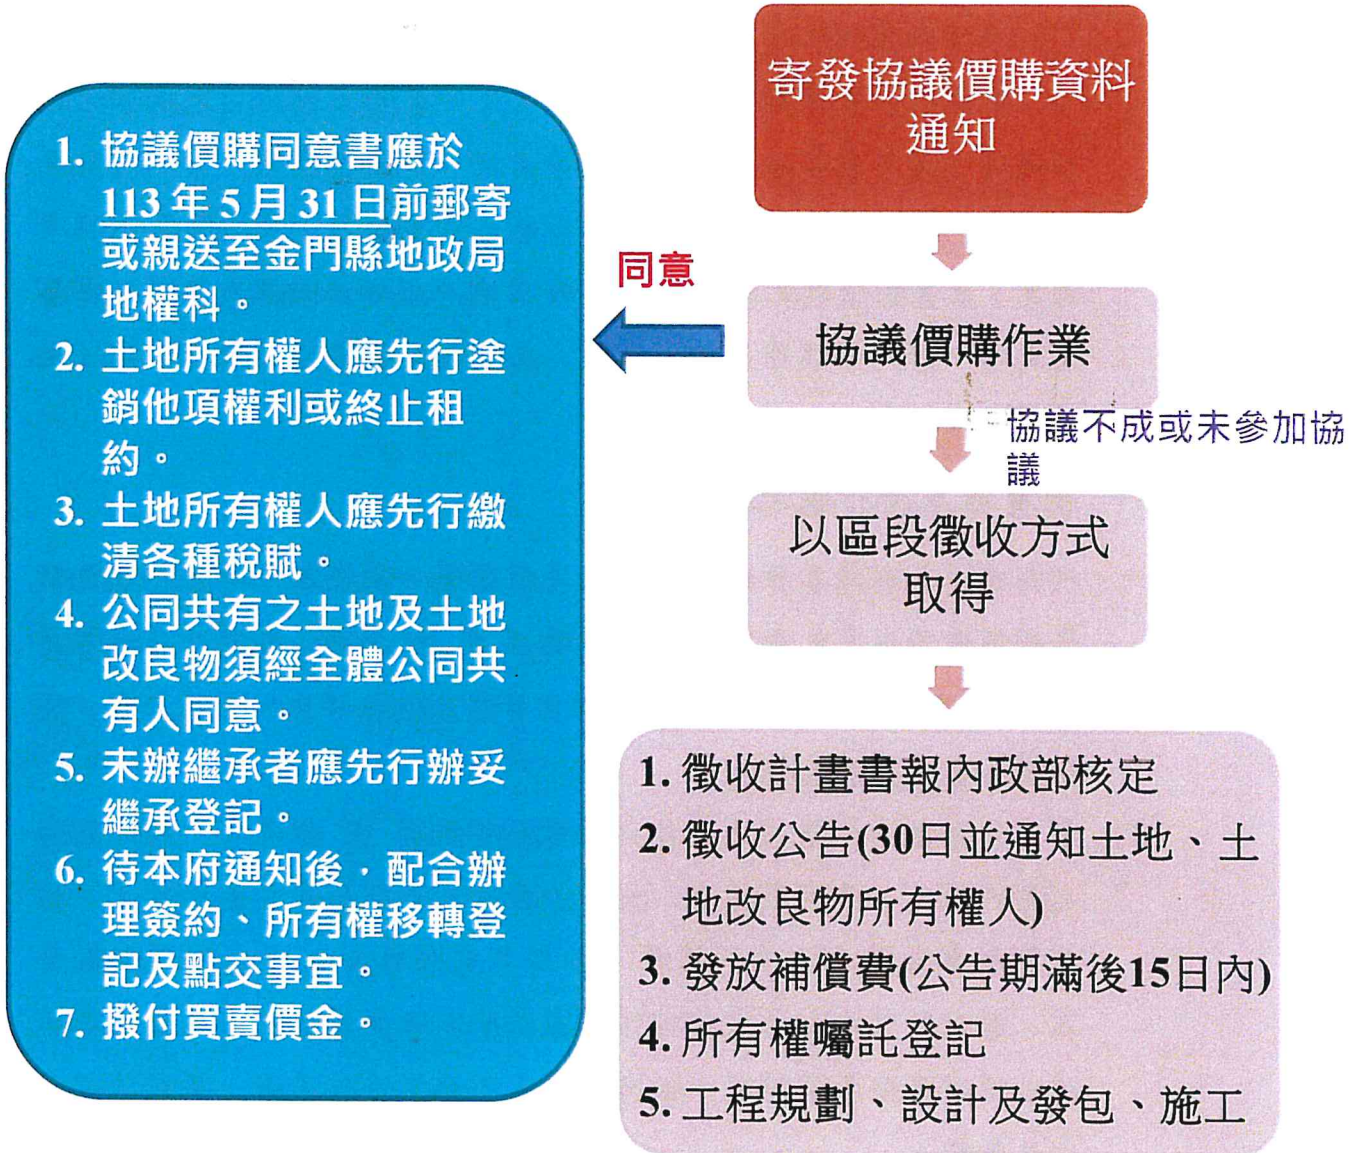 寄發協議價購資料
通知
1. 協議價購同意書應於
113年5月31日前郵寄
或親送至金門縣地政局
地權科。
2. 土地所有權人應先行塗
銷他項權利或終止租
約。
3. 土地所有權人應先行繳
清各種稅賦。
4. 公同共有之土地及土地
改良物須經全體公同共
有人同意。
5. 未辦繼承者應先行辦妥
繼承登記。
6. 待本府通知後，配合辦
理簽約、所有權移轉登
記及點交事宜。
7. 撥付買賣價金。
同意
協議價購作業
協議不成或未參加協
議
以區段徵收方式
取得
1. 徵收計畫書報內政部核定
2. 徵收公告(30日並通知土地、土
地改良物所有權人)
3. 發放補償費(公告期滿後15日內)
4. 所有權囑託登記
5. 工程規劃、設計及發包、施工